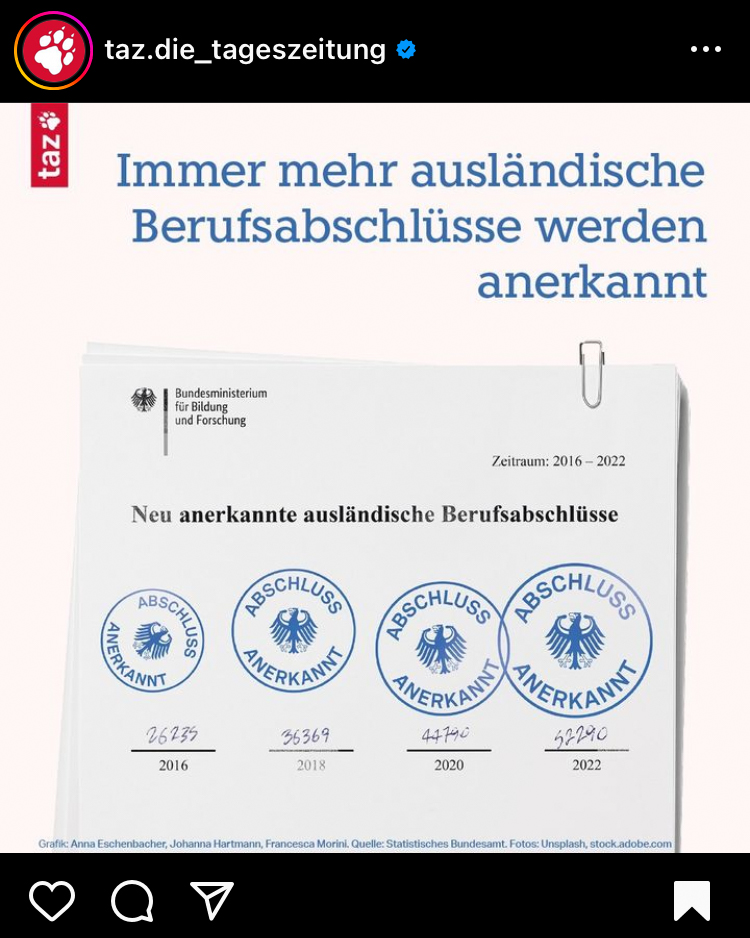 taz.die_tageszeitung
taz
Immer mehr ausländische
Berufsabschlüsse werden
anerkannt
Bundesministerium
für Bildung
und Forschung
Zeitraum: 2016 – 2022
Neu anerkannte ausländische Berufsabschlüsse
ABSCHLUSS ANERKANNT
ABSCHLUSS ANERKANNT
ABSCHLUSS ANERKANNT
ABSCHLUSS ANERKANNT
26235 36369 44790 52290
2016 2018 2020 2022
Grafik: Anna Eschenbacher, Johanna Hartmann, Francesca Morini. Quelle: Statistisches Bundesamt. Fotos: Unsplash, stock.adobe.com